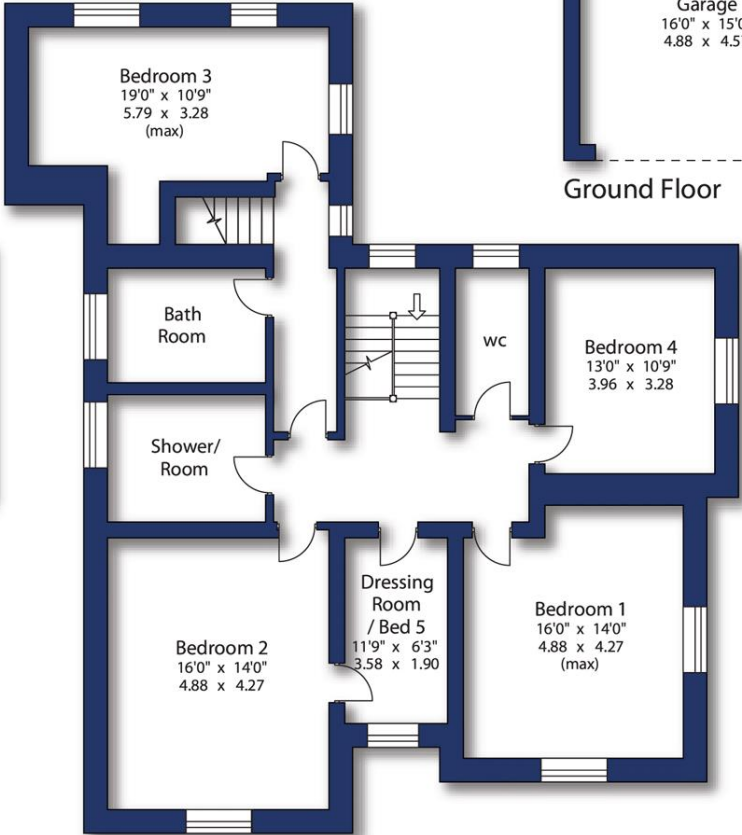 Garage
16'0" x 15'0
4.88 x 4.5
Ground Floor
Bedroom 3
19'0" x 10'9"
5.79 x 3.28
(max)
Bath
Room
wc
Bedroom 4
13'0" x 10'9"
3.96 x 3.28
Shower/
Room
Dressing
Room
/ Bed 5
11'9" x 6'3"
3.58 x 1.90
Bedroom 1
16'0" x 14'0"
4.88 x 4.27
(max)
Bedroom 2
16'0" x 14'0"
4.88 x 4.27